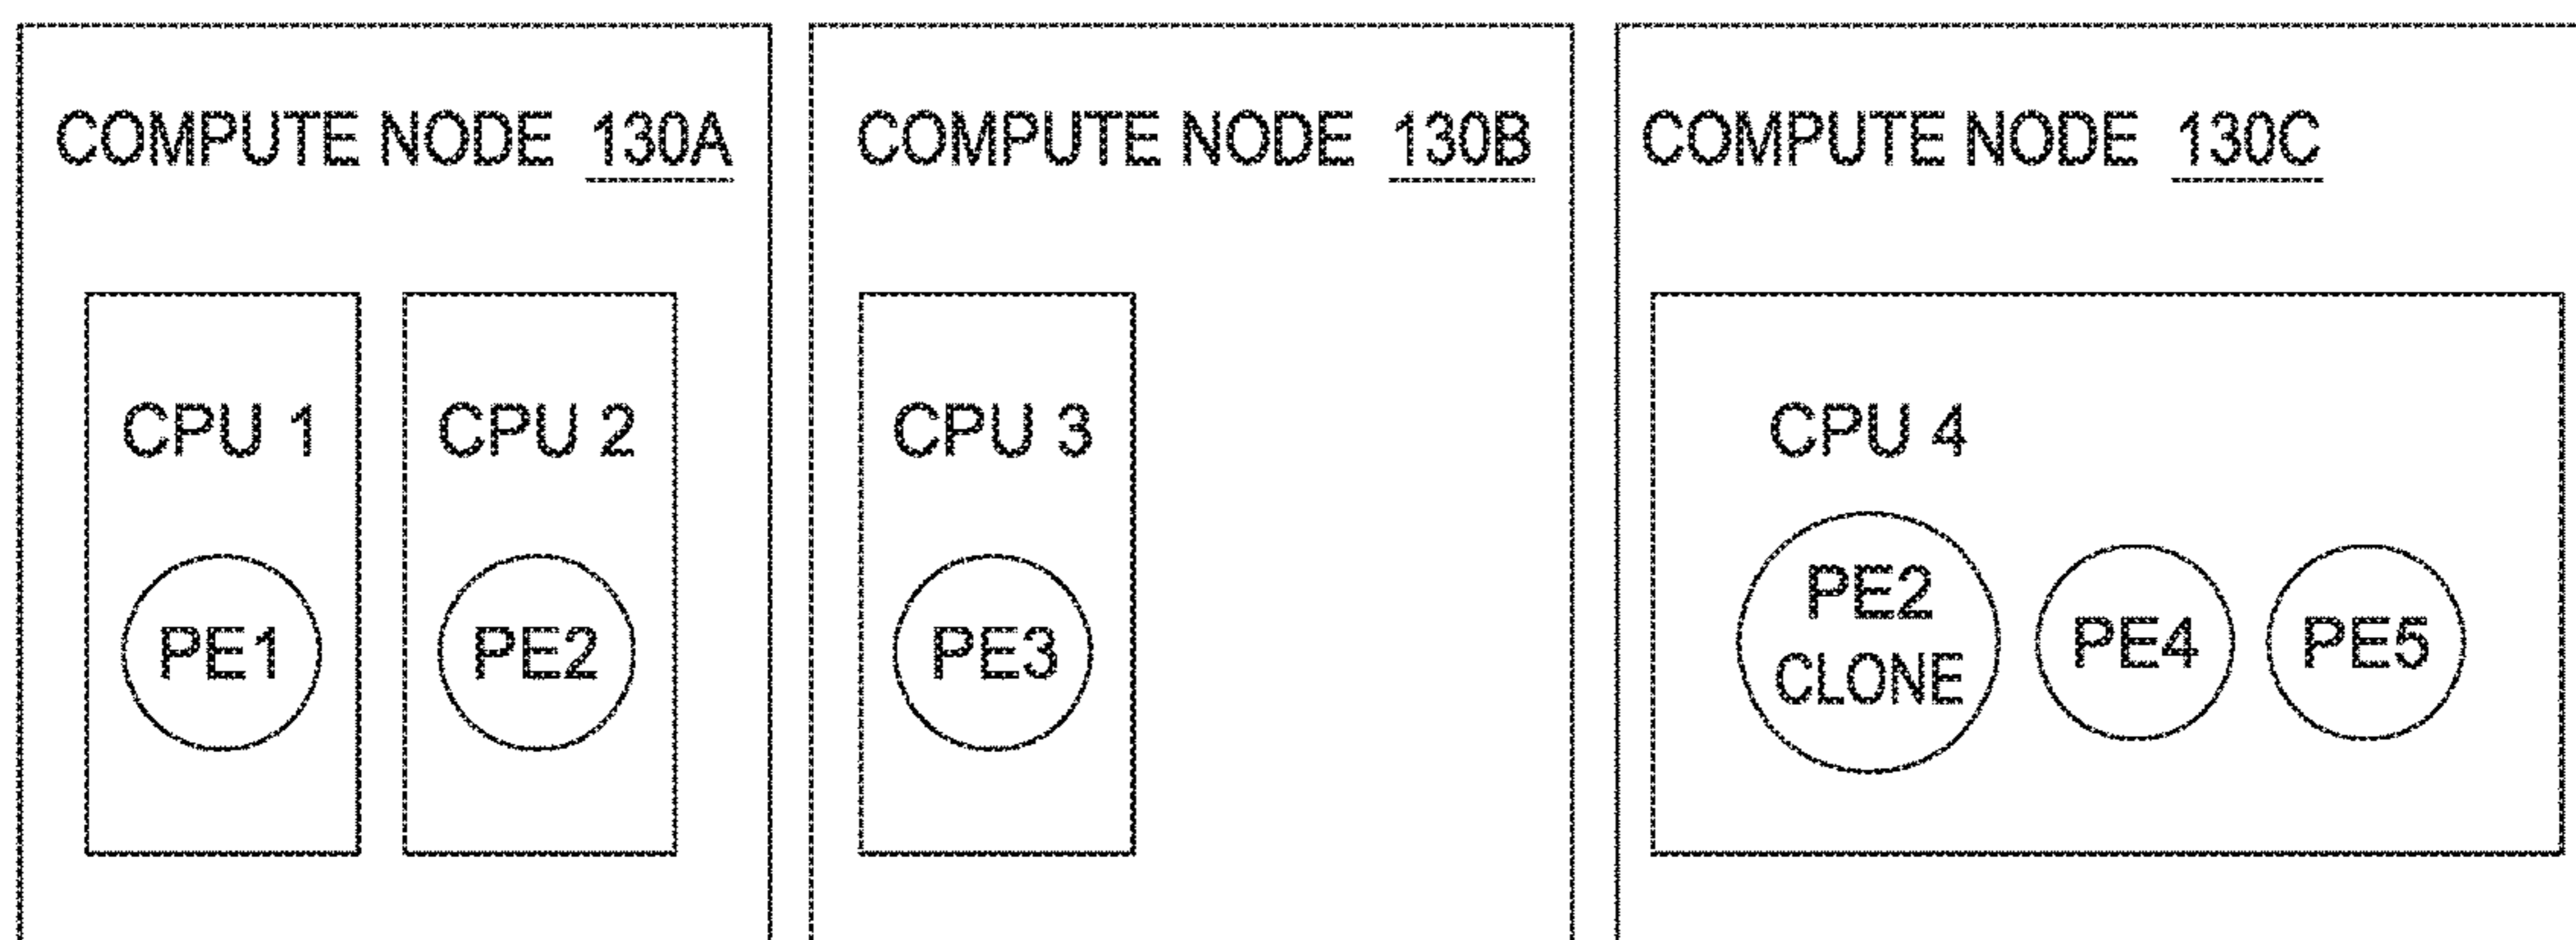 COMPUTE NODE 130A
COMPUTE NODE 130B
COMPUTE NODE 130C
CPU 1
CPU 2
CPU 3
CPU 4
PE1
PE2
PE3
PE2
CLONE
PE4
PE5